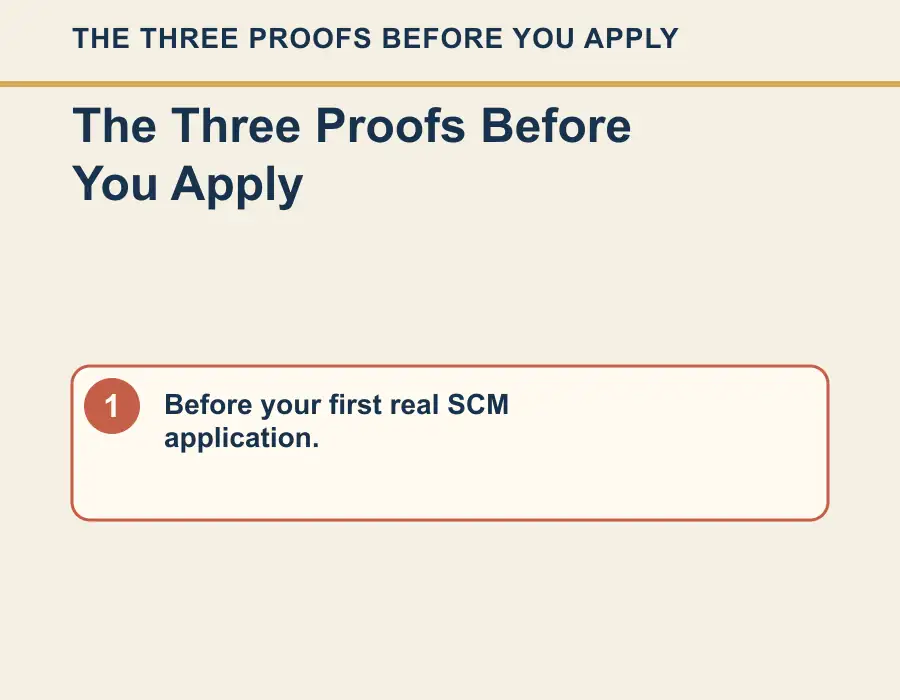 THE THREE PROOFS BEFORE YOU APPLY
The Three Proofs Before
You Apply
1
Before your first real SCM
application.